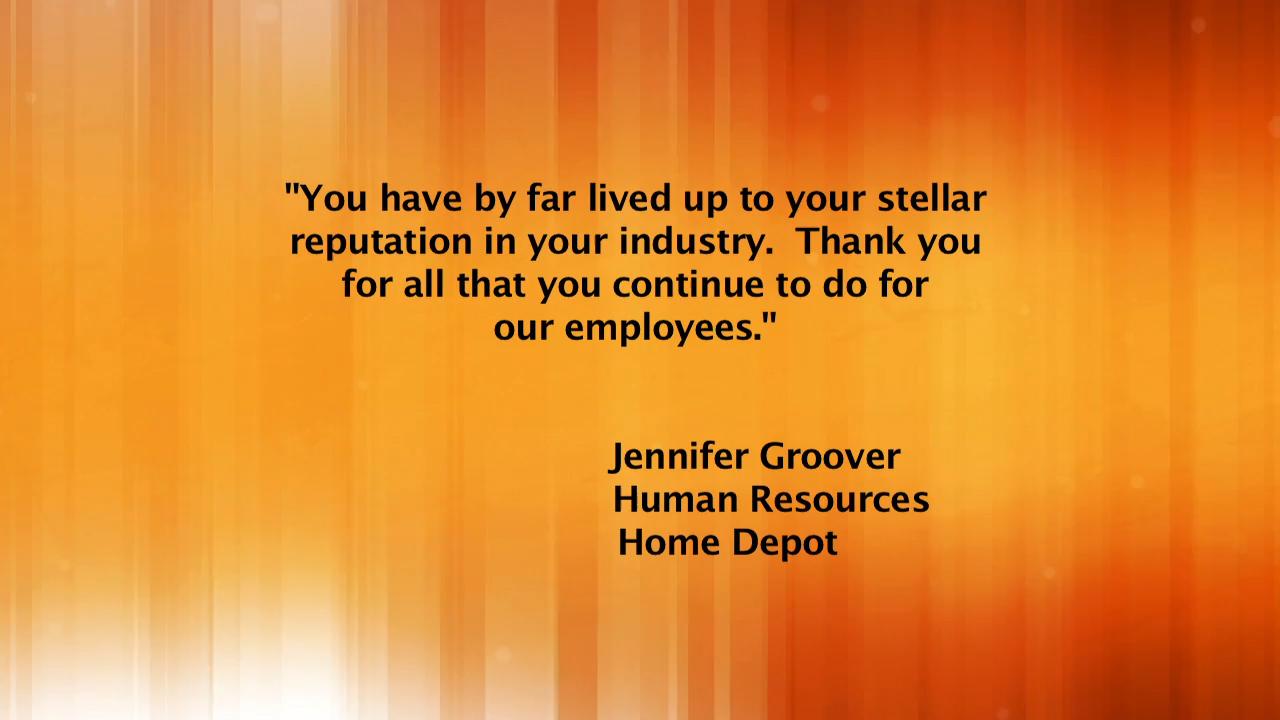 "You have by far lived up to your stellar
reputation in your industry.  Thank you
for all that you continue to do for
our employees."
Jennifer Groover
Human Resources
Home Depot